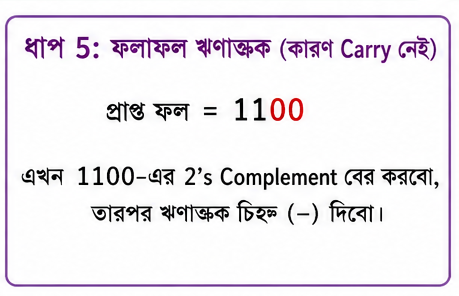 ধাপ 5: ফলাফল ঋণাত্মক (কারণ Carry নেই)
প্রাপ্ত ফল = 1100
এখন 1100-এর 2's Complement বের করবো,
তারপর ঋণাত্মক চিহ্ন (−) দিবো।